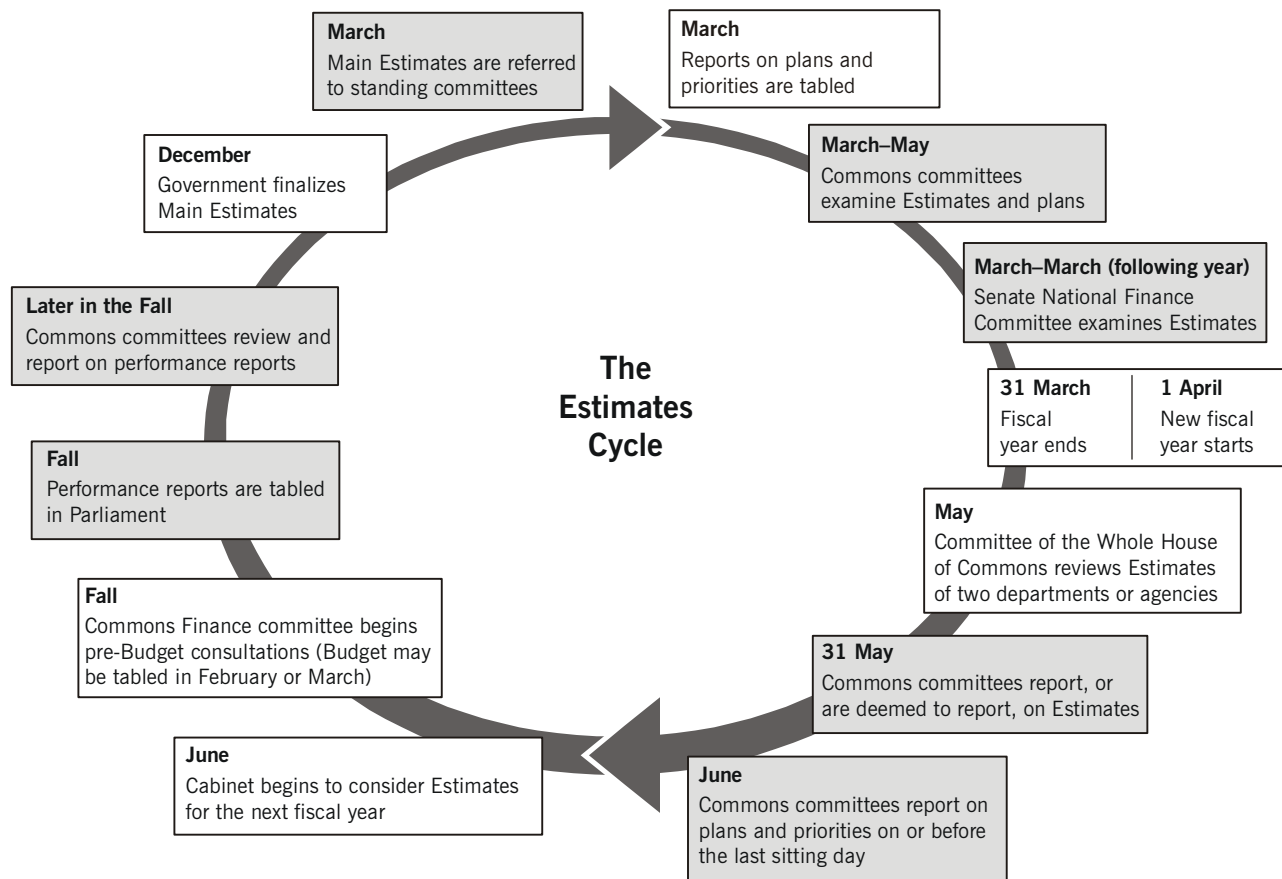 March
Main Estimates are referred
to standing committees
March
Reports on plans and
priorities are tabled
March–May
Commons committees
examine Estimates and plans
March–March (following year)
Senate National Finance
Committee examines Estimates
31 March
Fiscal
year ends
1 April
New fiscal
year starts
May
Committee of the Whole House
of Commons reviews Estimates
of two departments or agencies
31 May
Commons committees report, or
are deemed to report, on Estimates
June
Commons committees report on
plans and priorities on or before
the last sitting day
June
Cabinet begins to consider Estimates
for the next fiscal year
Fall
Commons Finance committee begins
pre-Budget consultations (Budget may
be tabled in February or March)
Fall
Performance reports are tabled
in Parliament
Later in the Fall
Commons committees review and
report on performance reports
December
Government finalizes
Main Estimates
The
Estimates
Cycle